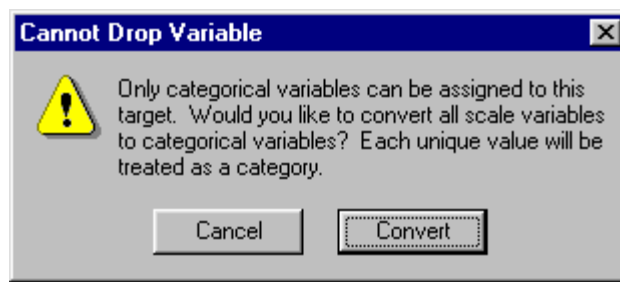 Cannot Drop Variable
Only categorical variables can be assigned to this
target. Would you like to convert all scale variables
to categorical variables? Each unique value will be
treated as a category.
Cancel
Convert